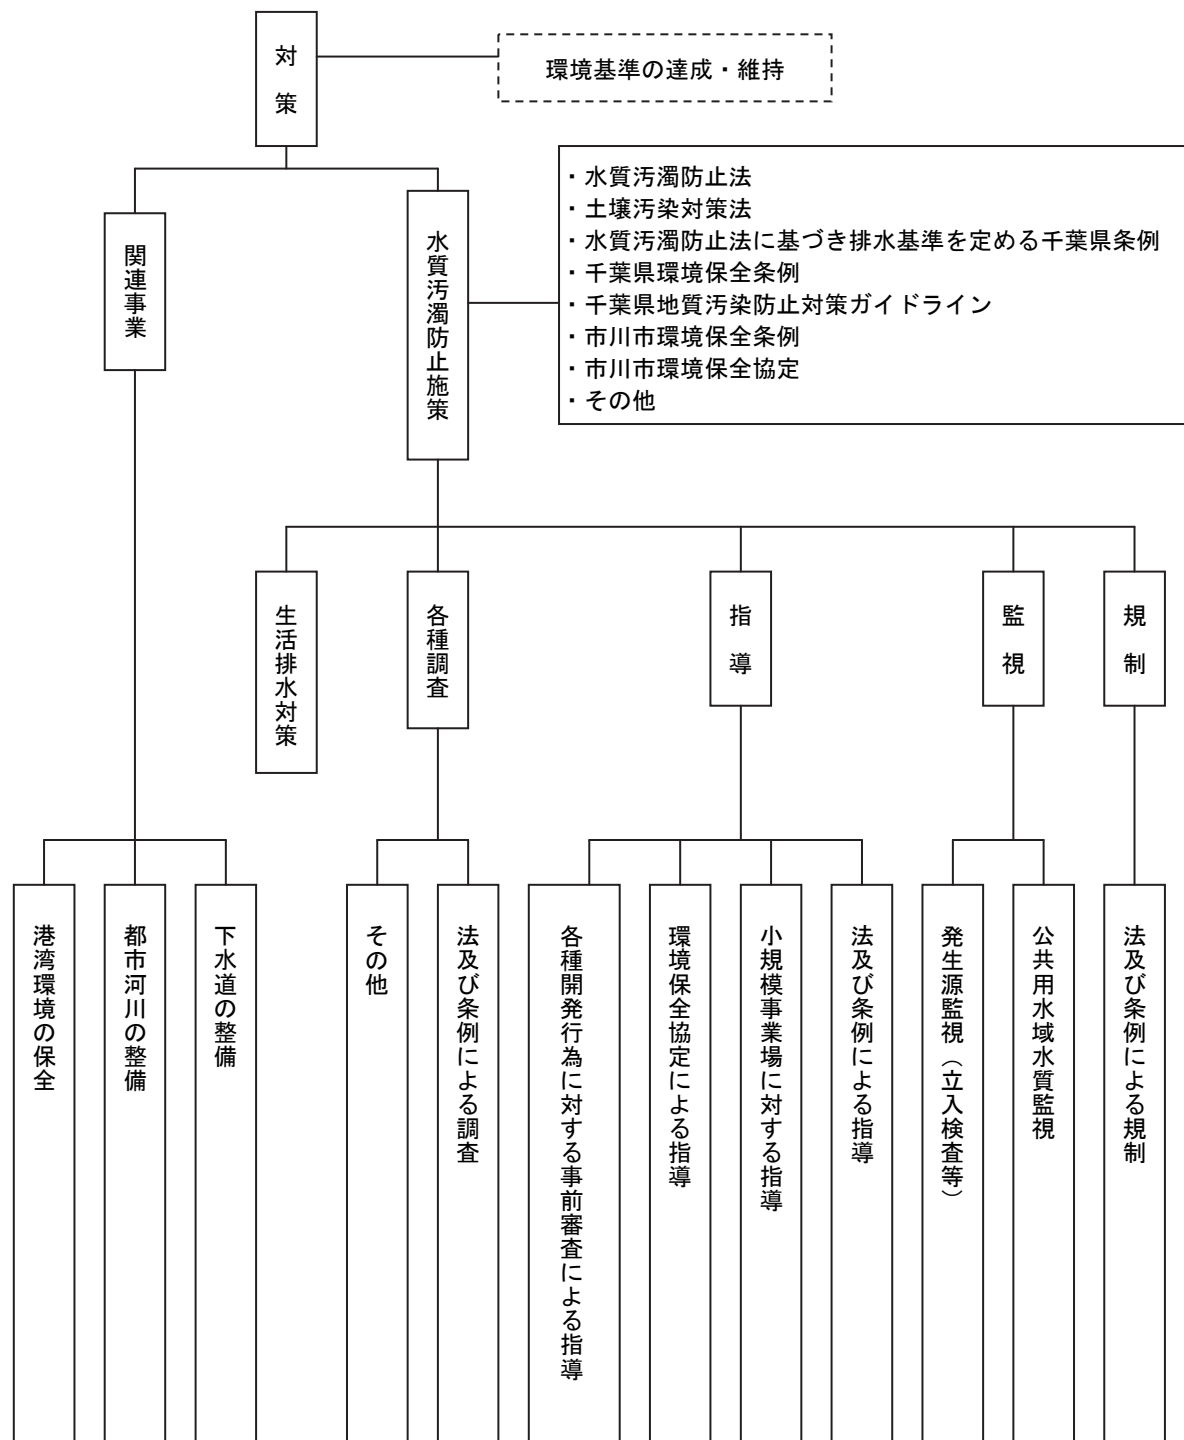 対策
環境基準の達成・維持
・水質汚濁防止法
・土壌汚染対策法
・水質汚濁防止法に基づき排水基準を定める千葉県条例
・千葉県環境保全条例
・千葉県地質汚染防止対策ガイドライン
・市川市環境保全条例
・市川市環境保全協定
・その他
水質汚濁防止施策
関連事業
規制
監視
指導
各種調査
生活排水対策
法及び条例による規制
公共用水域水質監視
発生源監視（立入検査等）
法及び条例による指導
小規模事業場に対する指導
環境保全協定による指導
各種開発行為に対する事前審査による指導
法及び条例による調査
その他
下水道の整備
都市河川の整備
港湾環境の保全